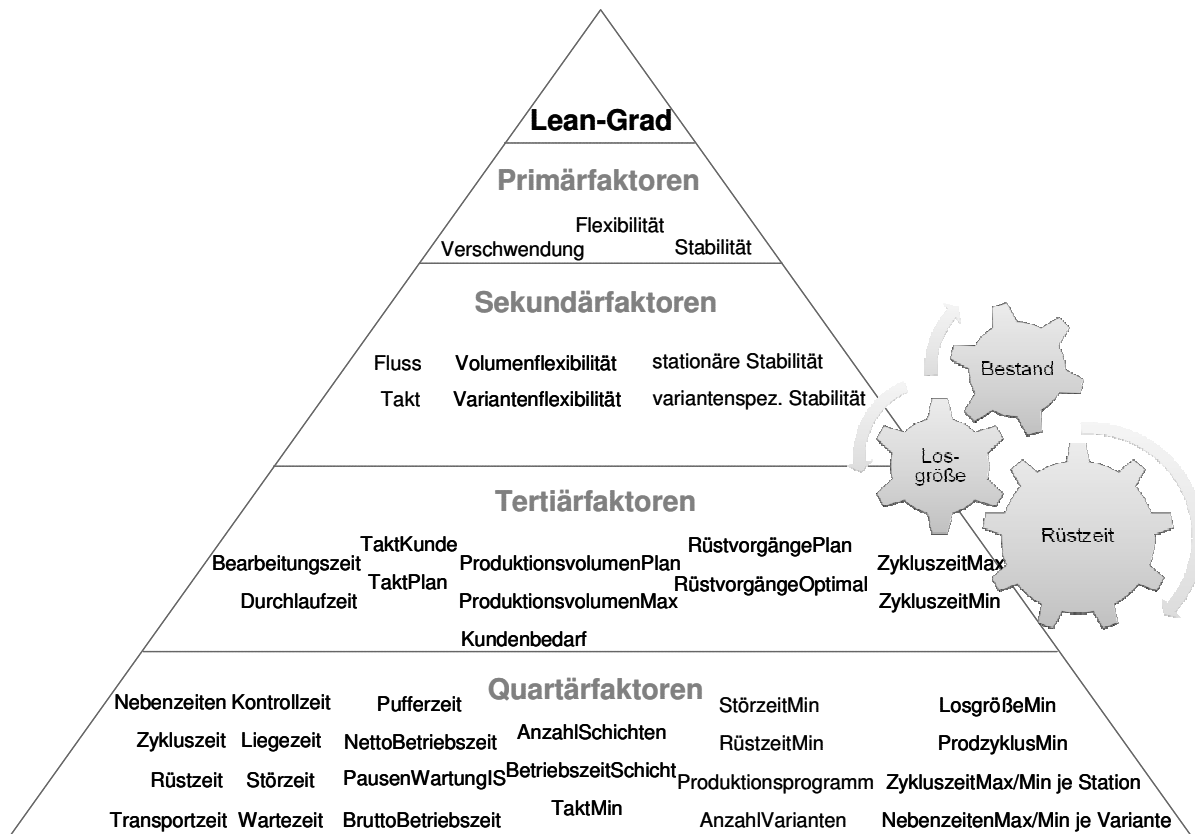 Lean-Grad
Primärfaktoren
Flexibilität
Verschwendung
Stabilität
Sekundärfaktoren
Fluss
Volumenflexibilität
stationäre Stabilität
Takt
Variantenflexibilität
variantenspez. Stabilität
Bestand
Los-
größe
Rüstzeit
Tertiärfaktoren
Bearbeitungszeit
TaktKunde
ProduktionsvolumenPlan
RüstvorgängePlan
ZykluszeitMax
Durchlaufzeit
TaktPlan
ProduktionsvolumenMax
RüstvorgängeOptimal
ZykluszeitMin
Kundenbedarf
Quartärfaktoren
Nebenzeiten
Kontrollzeit
Pufferzeit
AnzahlSchichten
StörzeitMin
LosgrößeMin
Zykluszeit
Liegezeit
NettoBetriebszeit
BetriebszeitSchicht
RüstzeitMin
ProdzyklusMin
Rüstzeit
Störzeit
PausenWartungIS
TaktMin
Produktionsprogramm
ZykluszeitMax/Min je Station
Transportzeit
Wartezeit
BruttoBetriebszeit
AnzahlVarianten
NebenzeitenMax/Min je Variante